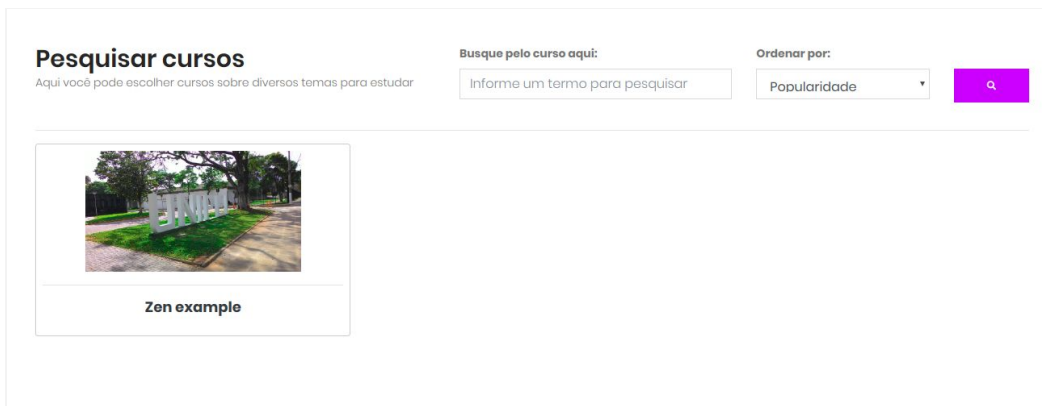 Pesquisar cursos
Aqui você pode escolher cursos sobre diversos temas para estudar
Busque pelo curso aqui:
Informe um termo para pesquisar
Ordenar por:
Popularidade
Zen example